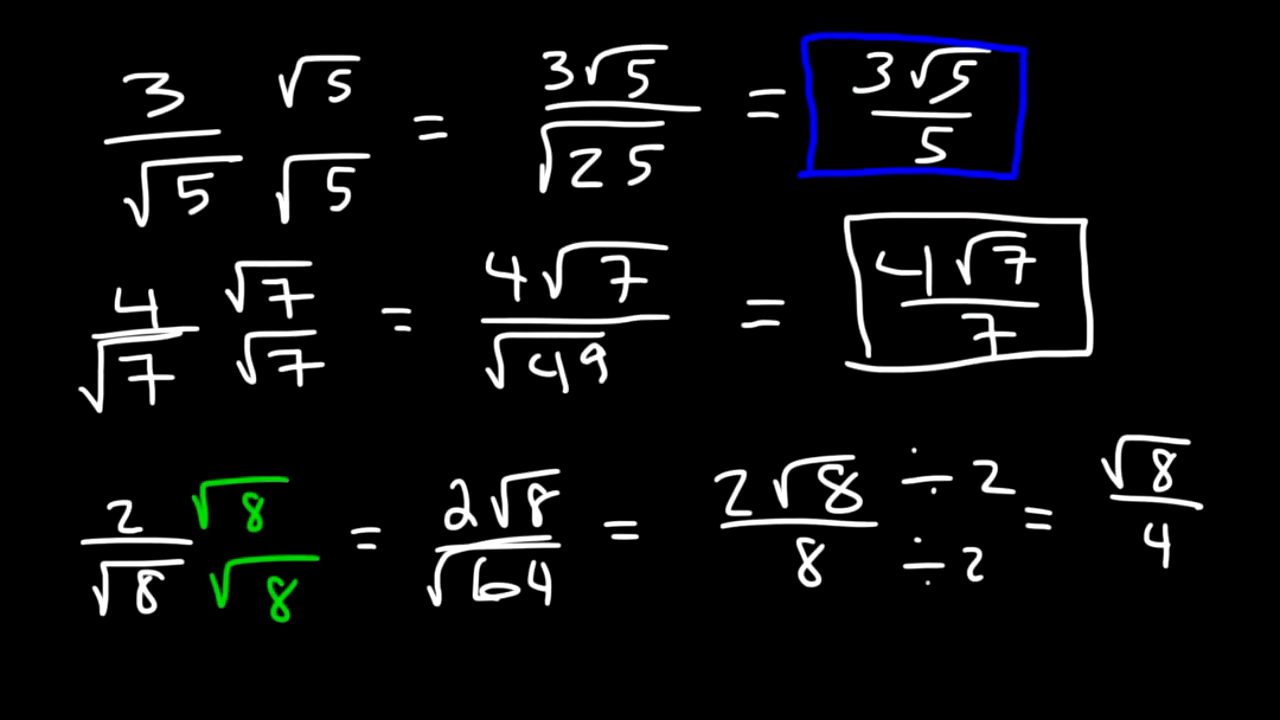 3/√5 √5/√5 = 3√5/√25 = 3√5/5
4/√7 √7/√7 = 4√7/√49 = 4√7/7
2/√8 √8/√8 = 2√8/√64 = 2√8/8 ÷2/÷2 = √8/4